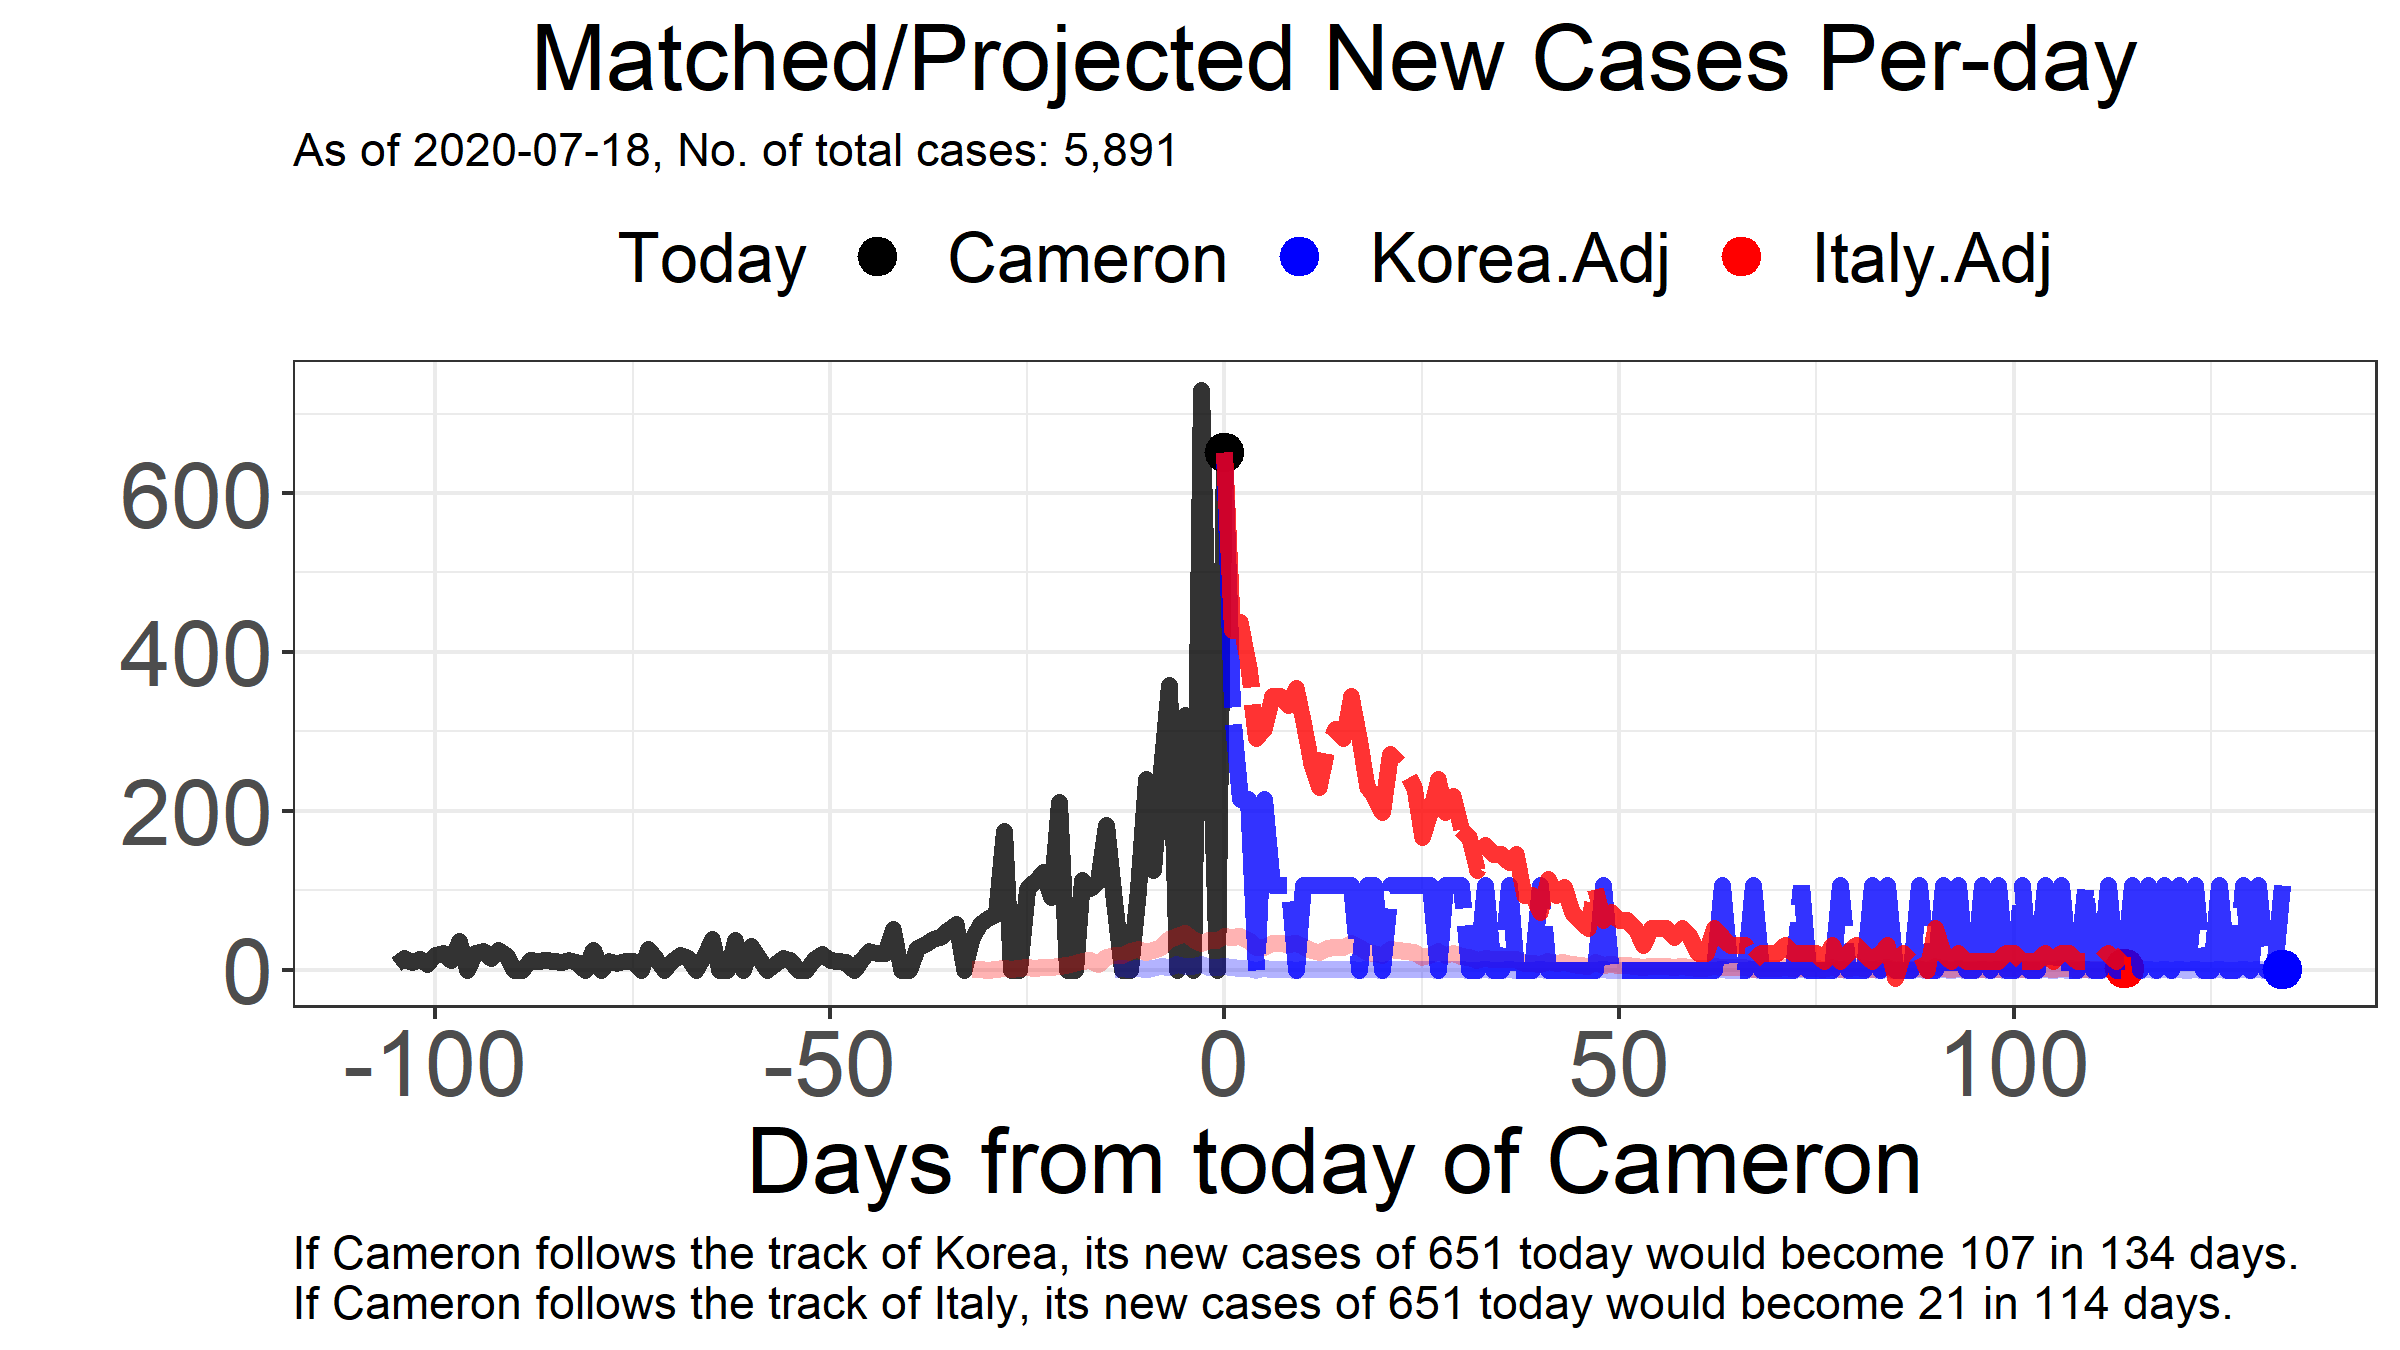 Matched/Projected New Cases Per-day
As of 2020-07-18, No. of total cases: 5,891
Today Cameron Korea.Adj Italy.Adj
600
400
200
0
-100 -50 0 50 100
Days from today of Cameron
If Cameron follows the track of Korea, its new cases of 651 today would become 107 in 134 days.
If Cameron follows the track of Italy, its new cases of 651 today would become 21 in 114 days.